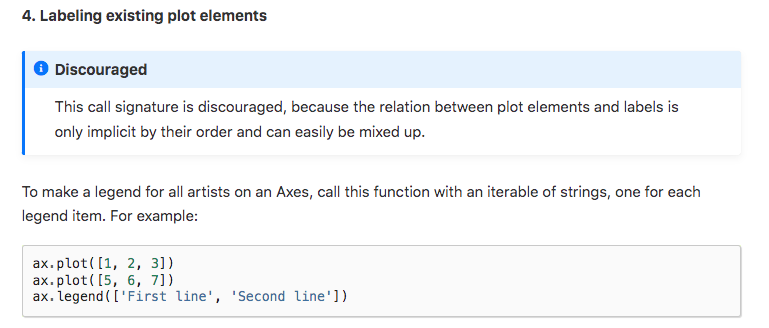 4. Labeling existing plot elements
Discouraged
This call signature is discouraged, because the relation between plot elements and labels is
only implicit by their order and can easily be mixed up.
To make a legend for all artists on an Axes, call this function with an iterable of strings, one for each
legend item. For example:
ax.plot([1, 2, 3])
ax.plot([5, 6, 7])
ax.legend(['First line', 'Second line'])